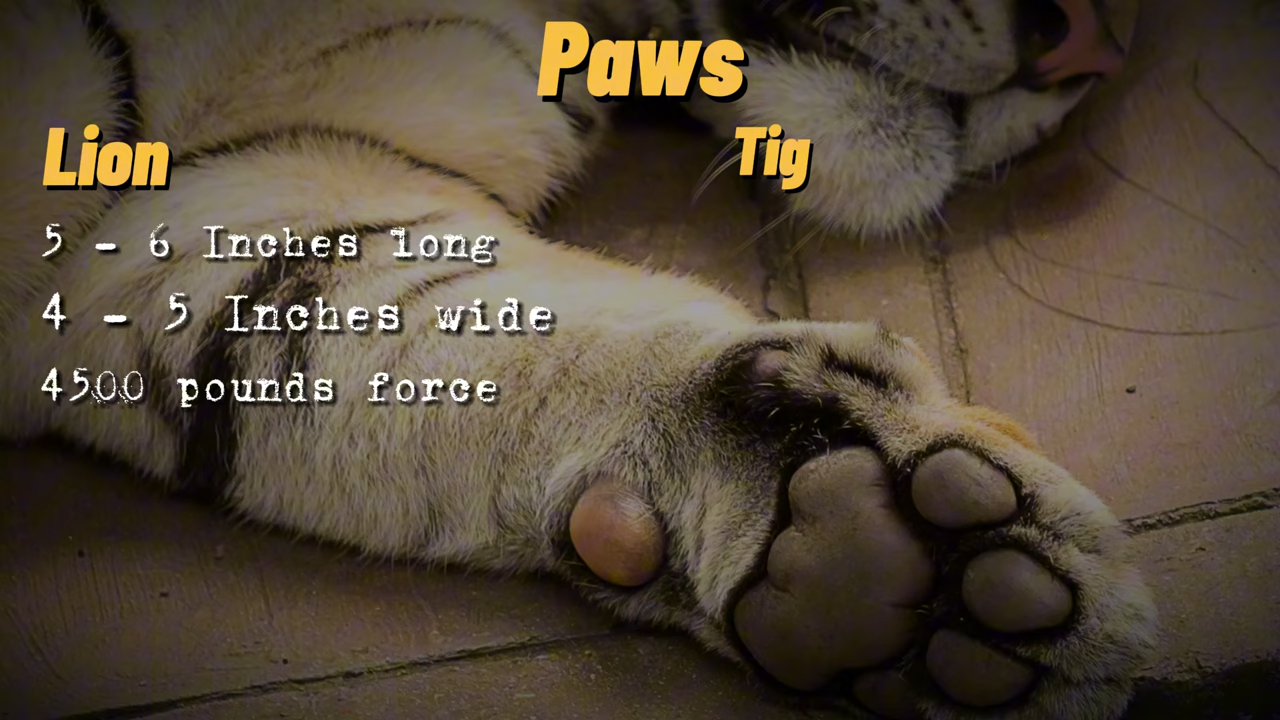 Paws
Lion
Tig
5 - 6 Inches long
4 - 5 Inches wide
4500 pounds force